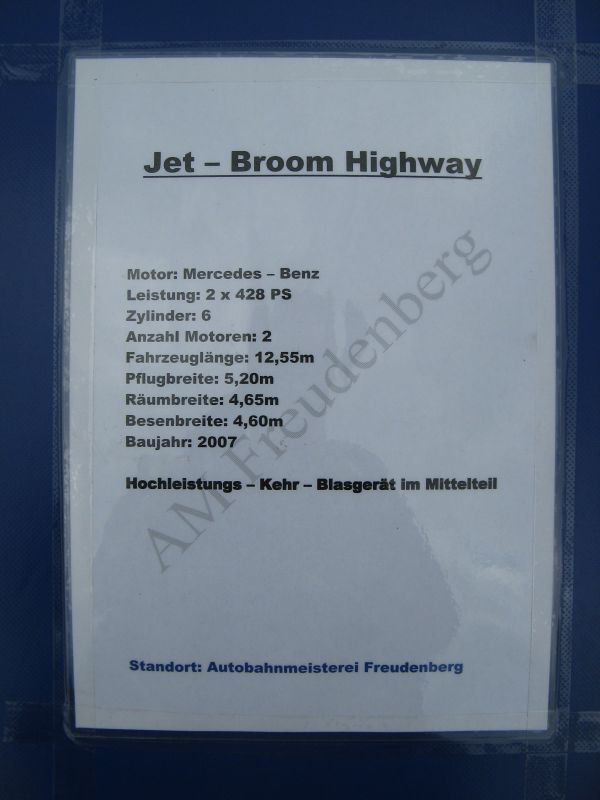 Jet – Broom Highway
Motor: Mercedes – Benz
Leistung: 2 x 428 PS
Zylinder: 6
Anzahl Motoren: 2
Fahrzeuglänge: 12,55m
Pflugbreite: 5,20m
Räumbreite: 4,65m
Besenbreite: 4,60m
Baujahr: 2007
Hochleistungs – Kehr – Blasgerät im Mittelteil
AM Freudenberg
Standort: Autobahnmeisterei Freudenberg